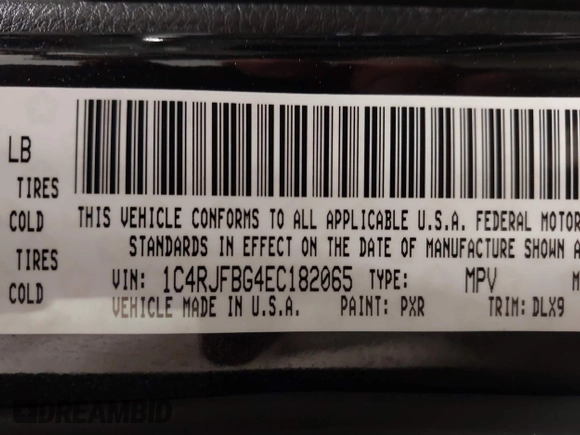 LB
TIRES
COLD
TIRES
COLD
THIS VEHICLE CONFORMS TO ALL APPLICABLE U.S.A. FEDERAL MOTOR
STANDARDS IN EFFECT ON THE DATE OF MANUFACTURE SHOWN A
VIN: 1C4RJFBG4EC182065 TYPE: MPV M
VEHICLE MADE IN U.S.A. PAINT: PXR TRIM: DLX9
DREAMBID